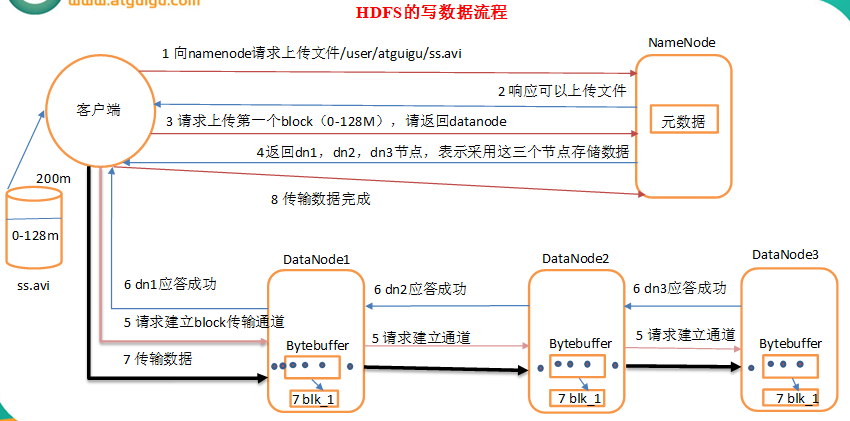 www.atguigu.com
HDFS的写数据流程
NameNode
1 向namenode请求上传文件/user/atguigu/ss.avi
2 响应可以上传文件
客户端
元数据
3 请求上传第一个block（0-128M），请返回datanode
4返回dn1，dn2，dn3节点，表示采用这三个节点存储数据
200m
8 传输数据完成
0-128m
ss.avi
DataNode1
DataNode2
DataNode3
6 dn1应答成功
6 dn2应答成功
6 dn3应答成功
5 请求建立block传输通道
5 请求建立通道
5 请求建立通道
Bytebuffer
Bytebuffer
Bytebuffer
7 传输数据
7 blk_1
7 blk_1
7 blk_1